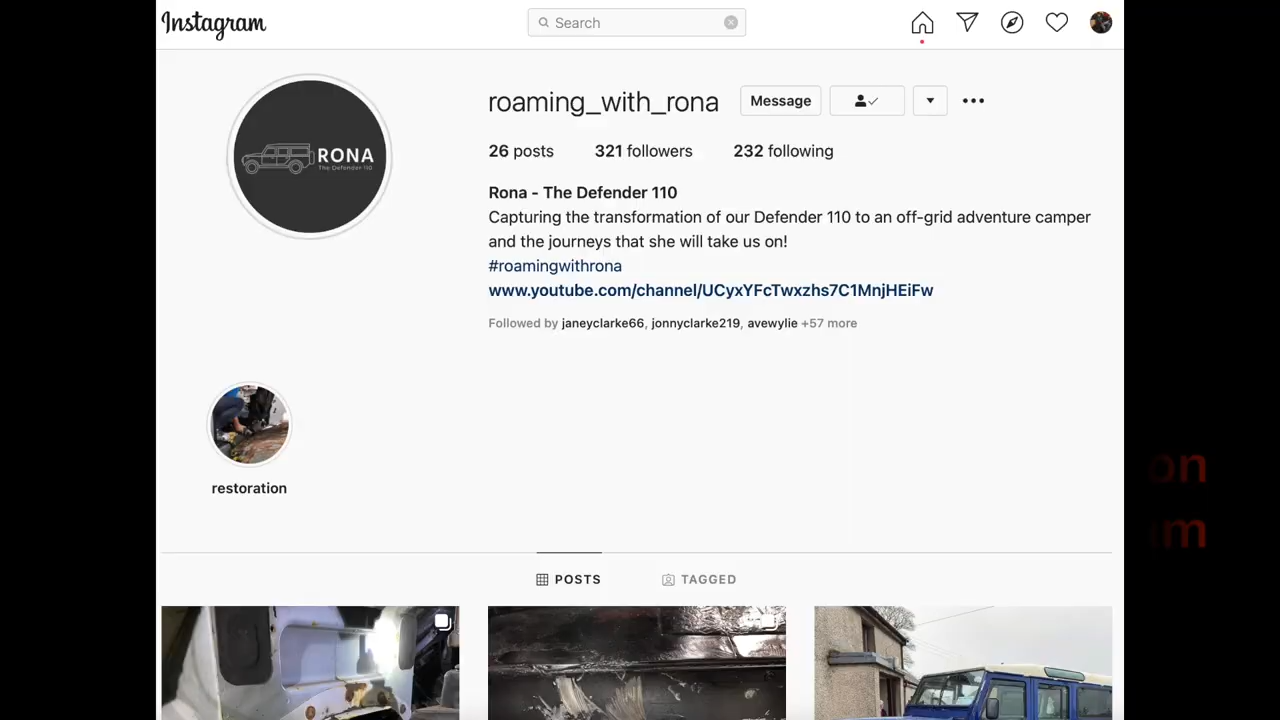 Instagram
Search
roaming_with_rona
Message
26 posts 321 followers 232 following
RONA
The Defender 110
Rona - The Defender 110
Capturing the transformation of our Defender 110 to an off-grid adventure camper
and the journeys that she will take us on!
#roamingwithrona
www.youtube.com/channel/UCyxYFcTwxzhs7C1MnjHEiFw
Followed by janeyclarke66, jonnyclarke219, avewylie +57 more
restoration
on
am
POSTS TAGGED